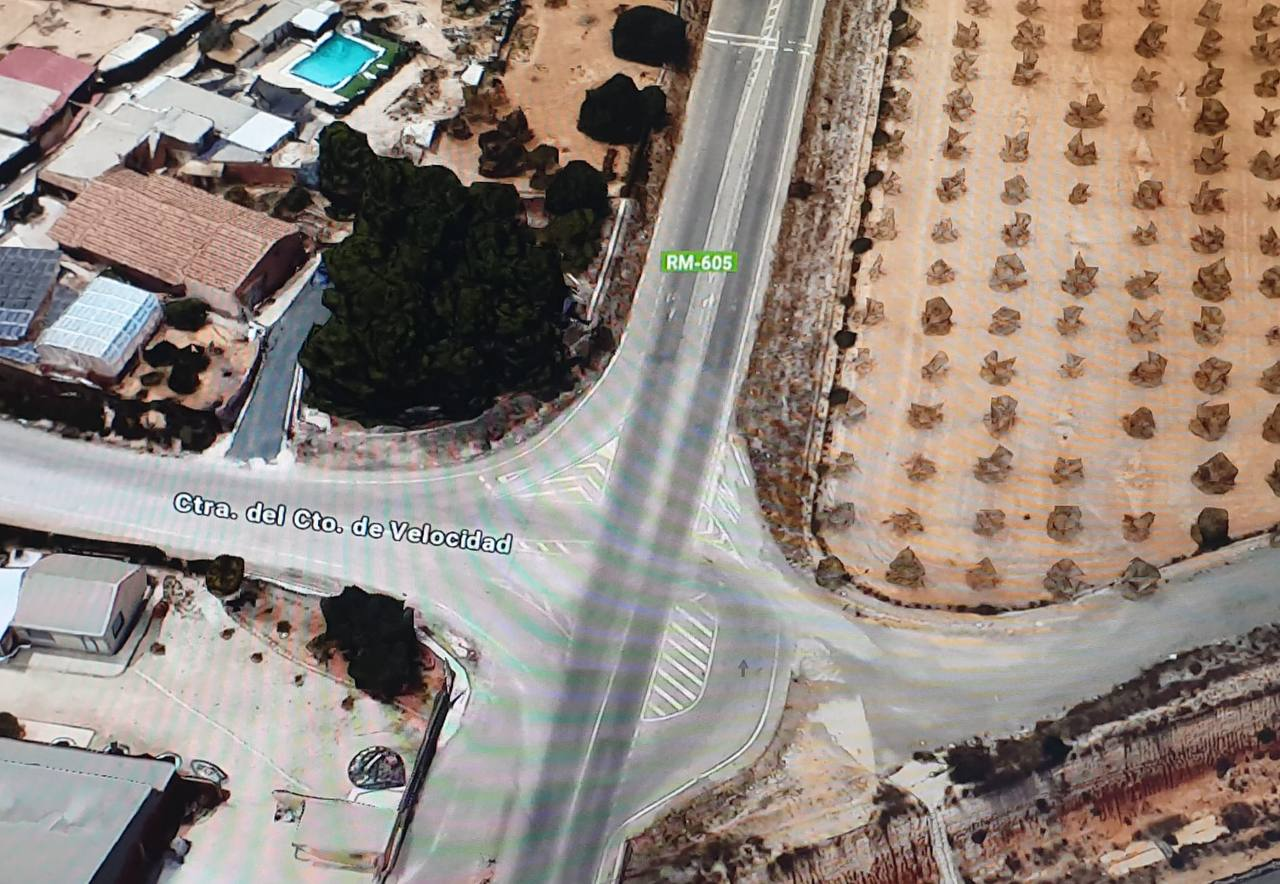 RM-605
Ctra. del Cto. de Velocidad